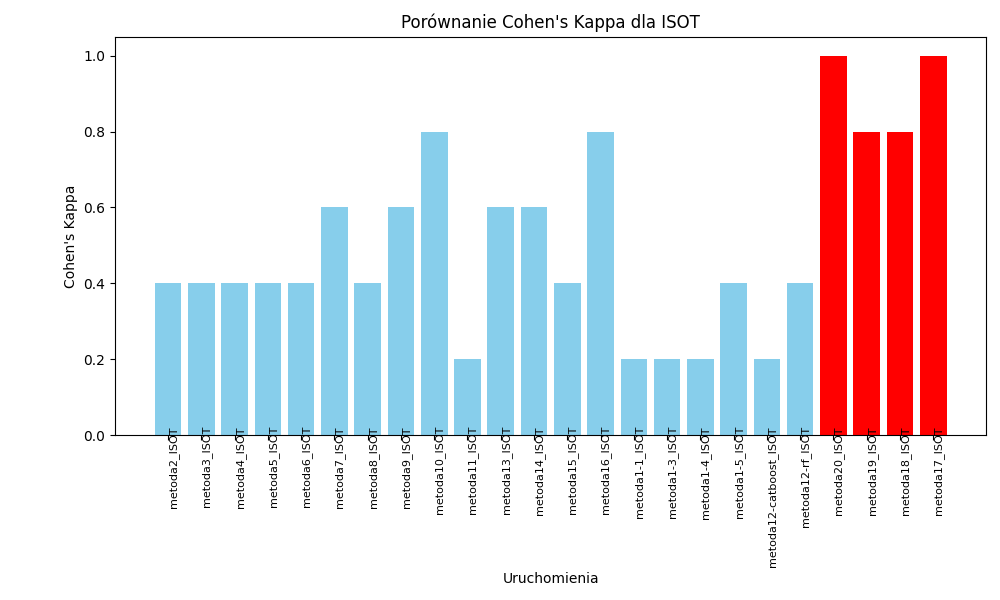 Porównanie Cohen's Kappa dla ISOT
Cohen's Kappa
1.0
0.8
0.6
0.4
0.2
0.0
metoda2_ISOT
metoda3_ISOT
metoda4_ISOT
metoda5_ISOT
metoda6_ISOT
metoda7_ISOT
metoda8_ISOT
metoda9_ISOT
metoda10_ISOT
metoda11_ISOT
metoda13_ISOT
metoda14_ISOT
metoda15_ISOT
metoda16_ISOT
metoda1-1_ISOT
metoda1-3_ISOT
metoda1-4_ISOT
metoda1-5_ISOT
metoda12-catboost_ISOT
metoda12-rf_ISOT
metoda20_ISOT
metoda19_ISOT
metoda18_ISOT
metoda17_ISOT
Uruchomienia